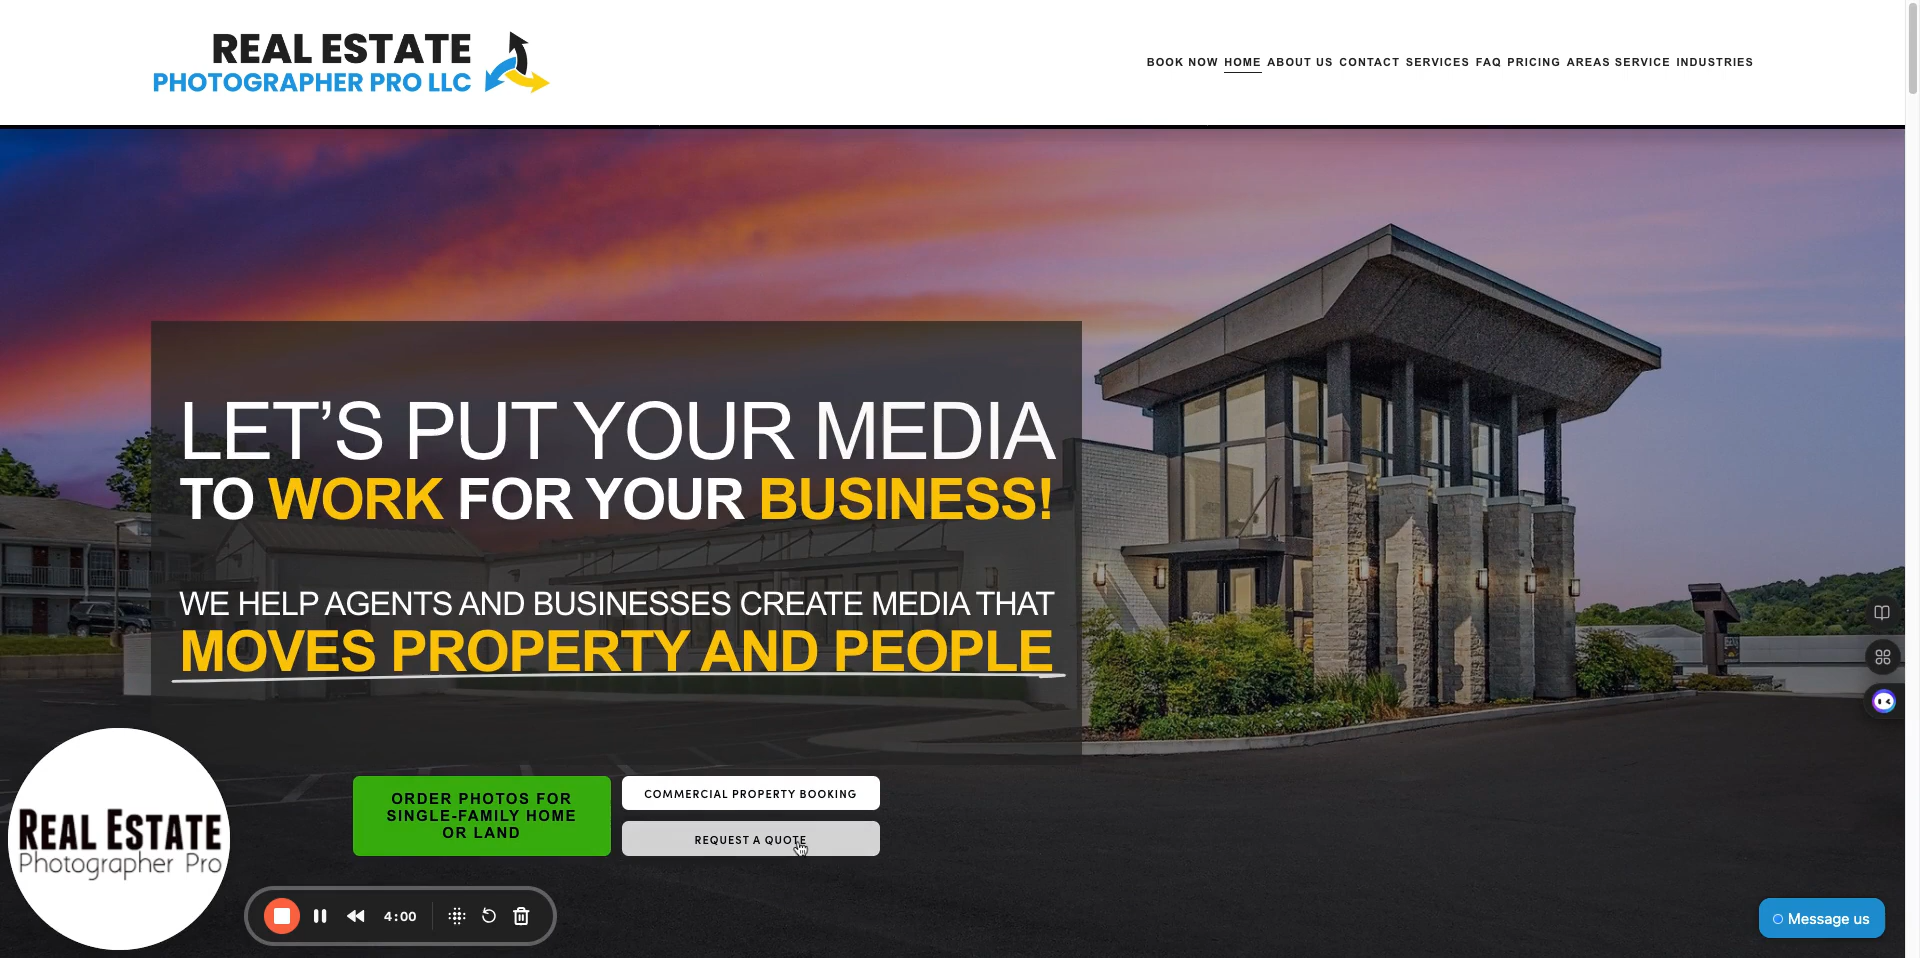 REAL ESTATE
PHOTOGRAPHER PRO LLC
BOOK NOW HOME ABOUT US CONTACT SERVICES FAQ PRICING AREAS SERVICE INDUSTRIES
LET’S PUT YOUR MEDIA
TO WORK FOR YOUR BUSINESS!
WE HELP AGENTS AND BUSINESSES CREATE MEDIA THAT
MOVES PROPERTY AND PEOPLE
ORDER PHOTOS FOR
SINGLE-FAMILY HOME
OR LAND
COMMERCIAL PROPERTY BOOKING
REQUEST A QUOTE
REAL ESTATE
Photographer Pro
4:00
Message us